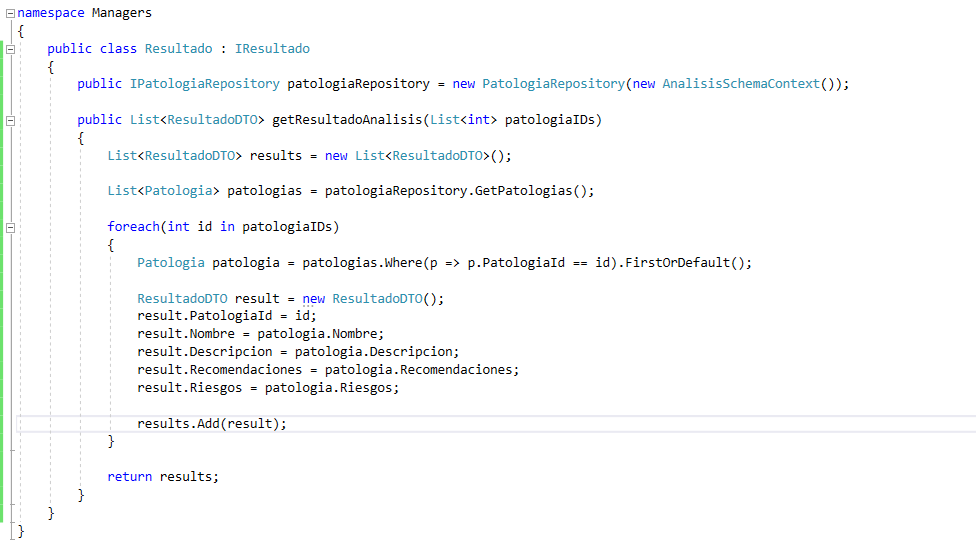 namespace Managers
{
    public class Resultado : IResultado
    {
        public IPatologiaRepository patologiaRepository = new PatologiaRepository(new AnalisisSchemaContext());

        public List<ResultadoDTO> getResultadoAnalisis(List<int> patologiaIDs)
        {
            List<ResultadoDTO> results = new List<ResultadoDTO>();

            List<Patologia> patologias = patologiaRepository.GetPatologias();

            foreach(int id in patologiaIDs)
            {
                Patologia patologia = patologias.Where(p => p.PatologiaId == id).FirstOrDefault();

                ResultadoDTO result = new ResultadoDTO();
                result.PatologiaId = id;
                result.Nombre = patologia.Nombre;
                result.Descripcion = patologia.Descripcion;
                result.Recomendaciones = patologia.Recomendaciones;
                result.Riesgos = patologia.Riesgos;

                results.Add(result);
            }

            return results;
        }
    }
}